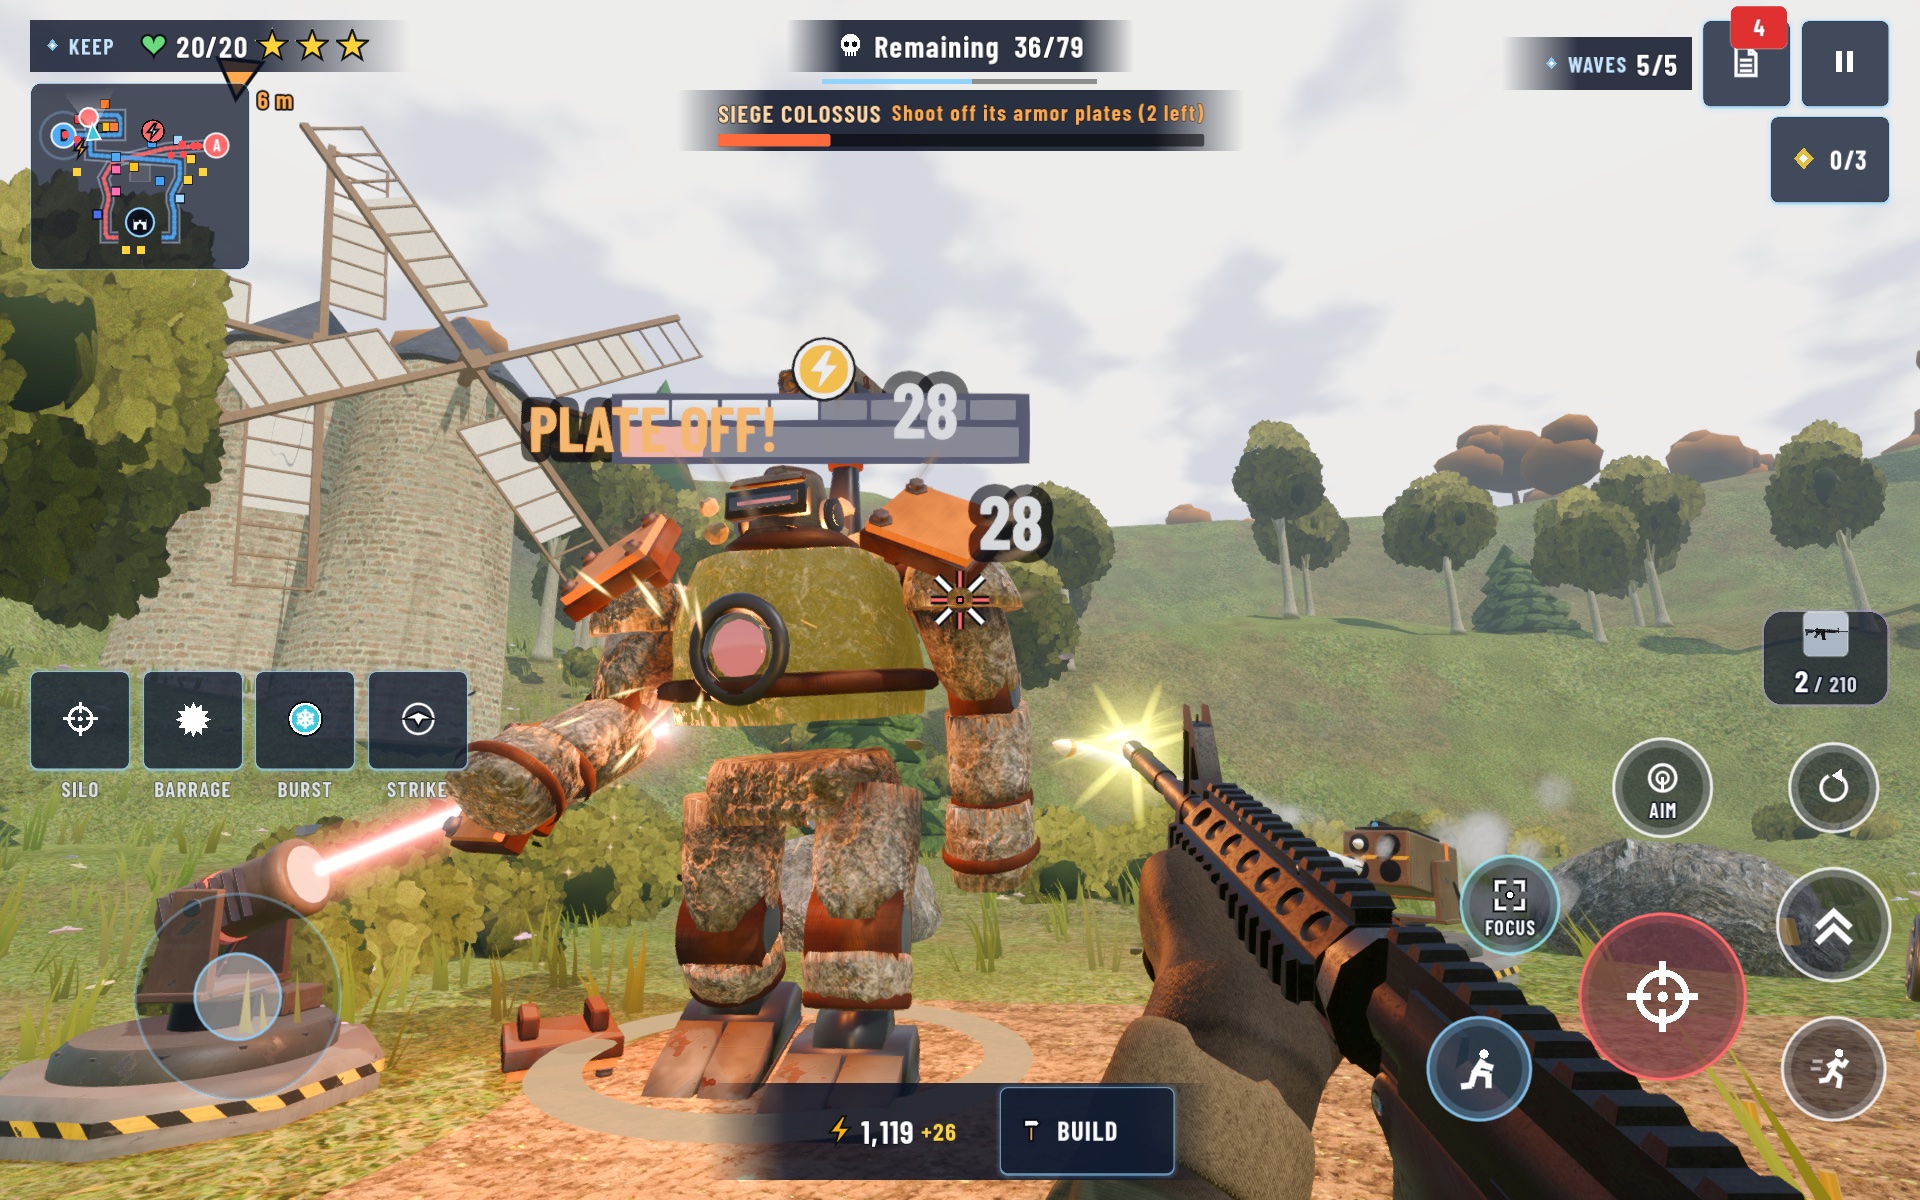 KEEP 20/20
Remaining 36/79
WAVES 5/5
4
6 m
A
SIEGE COLOSSUS Shoot off its armor plates (2 left)
0/3
28
PLATE OFF!
28
2 / 210
SILO
BARRAGE
BURST
STRIKE
AIM
FOCUS
1,119 +26
BUILD